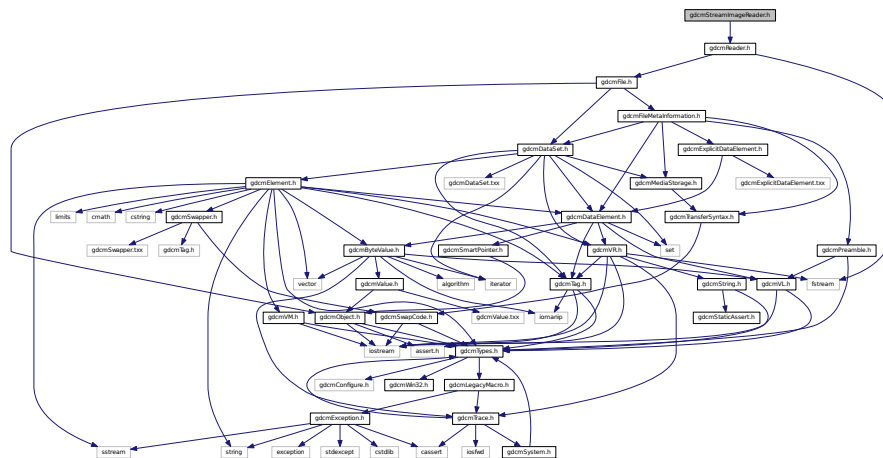 gdcmStreamImageReader.h
gdcmReader.h
gdcmFile.h
gdcmFileMetaInformation.h
gdcmDataSet.h
gdcmExplicitDataElement.h
gdcmElement.h
gdcmDataSet.txx
gdcmMediaStorage.h
gdcmExplicitDataElement.txx
limits
cmath
cstring
gdcmSwapper.h
gdcmDataElement.h
gdcmTransferSyntax.h
gdcmSwapper.txx
gdcmTag.h
gdcmByteValue.h
gdcmSmartPointer.h
gdcmVR.h
set
gdcmPreamble.h
vector
gdcmValue.h
algorithm
iterator
gdcmTag.h
gdcmString.h
gdcmVL.h
fstream
gdcmVM.h
gdcmObject.h
gdcmSwapCode.h
gdcmValue.txx
iomanip
gdcmStaticAssert.h
iostream
assert.h
gdcmTypes.h
gdcmConfigure.h
gdcmWin32.h
gdcmLegacyMacro.h
gdcmException.h
gdcmTrace.h
sstream
string
exception
stdexcept
cstdlib
cassert
iosfwd
gdcmSystem.h